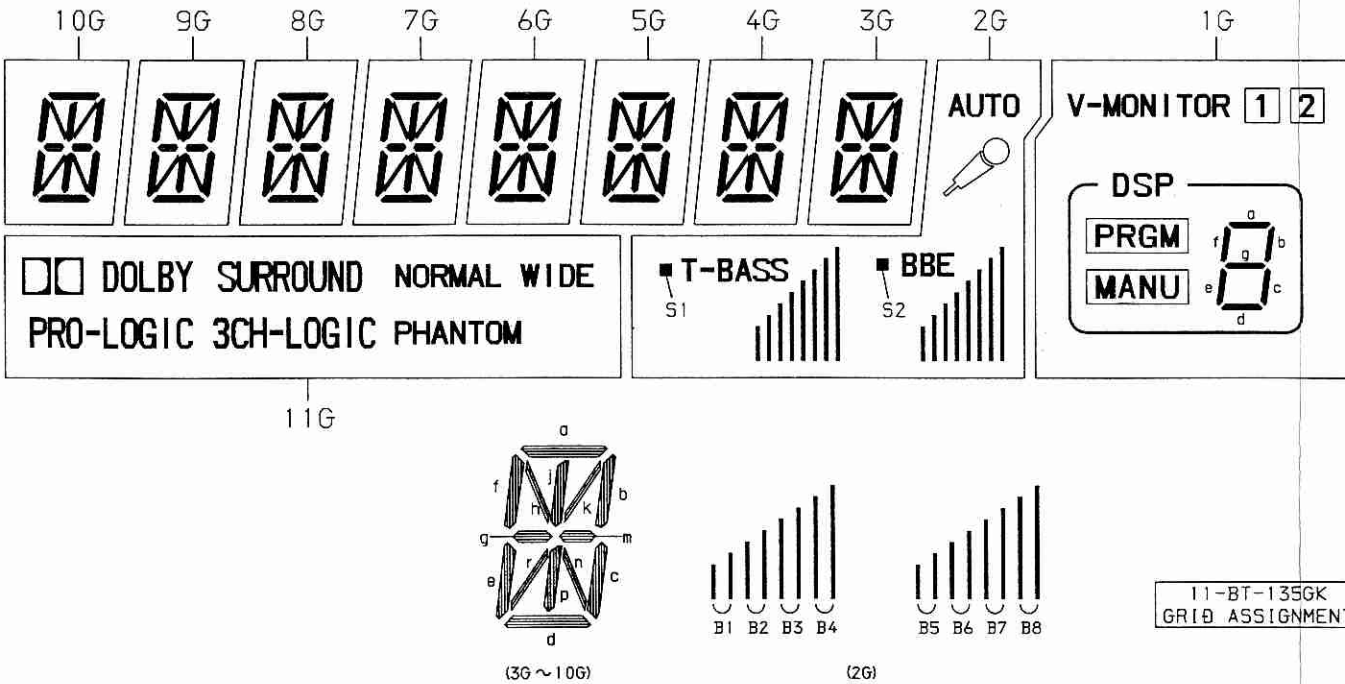 10G 9G 8G 7G 6G 5G 4G 3G 2G 1G
AUTO V-MONITOR 1 2
DSP
PRGM
MANU
a
f b
g
e c
d
DOLBY SURROUND NORMAL WIDE
PRO-LOGIC 3CH-LOGIC PHANTOM
T-BASS BBE
S1 S2
11G
a
f j b
h k
g m
e r n c
p
d
(3G~10G)
B1 B2 B3 B4 B5 B6 B7 B8
(2G)
11-BT-135GK
GRID ASSIGNMENT